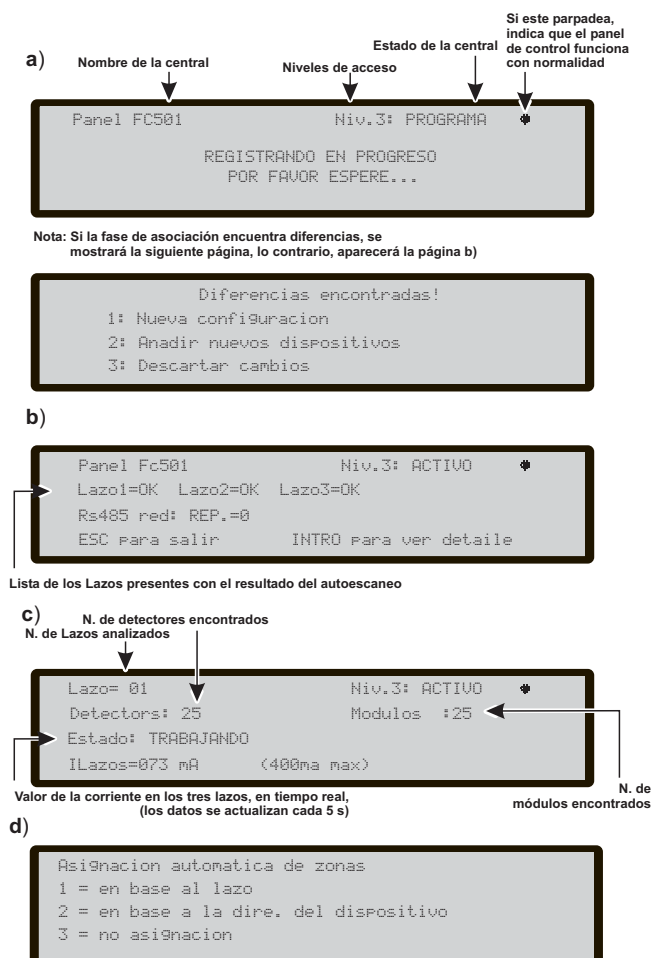 Si este parpadea,
indica que el panel
de control funciona
con normalidad
Estado de la central
a)
Nombre de la central
Niveles de acceso
Panel FC501 Niv.3: PROGRAMA
REGISTRANDO EN PROGRESO
POR FAVOR ESPERE...
Nota: Si la fase de asociación encuentra diferencias, se
mostrará la siguiente página, lo contrario, aparecerá la página b)
Diferencias encontradas!
1: Nueva configuracion
2: Anadir nuevos dispositivos
3: Descartar cambios
b)
Panel Fc501 Niv.3: ACTIVO
Lazo1=OK Lazo2=OK Lazo3=OK
Rs485 red: REP.=0
ESC para salir INTRO para ver detaile
Lista de los Lazos presentes con el resultado del autoescaneo
c)
N. de detectores encontrados
N. de Lazos analizados
Lazo= 01 Niv.3: ACTIVO
Detectors: 25 Modulos :25
Estado: TRABAJANDO
ILazos=073 mA (400ma max)
N. de
módulos encontrados
Valor de la corriente en los tres lazos, en tiempo real,
(los datos se actualizan cada 5 s)
d)
Asignacion automatica de zonas
1 = en base al lazo
2 = en base a la dire. del dispositivo
3 = no asignacion